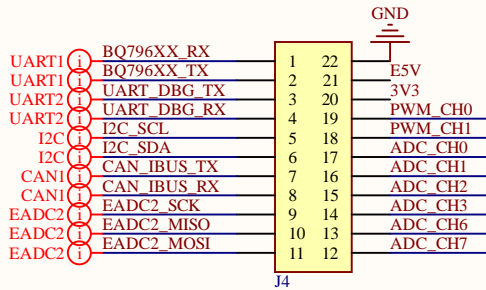 GND
UART1 i BQ796XX_RX 1 22
UART1 i BQ796XX_TX 2 21 E5V
UART2 i UART_DBG_TX 3 20 3V3
UART2 i UART_DBG_RX 4 19 PWM_CH0
I2C i I2C_SCL 5 18 PWM_CH1
I2C i I2C_SDA 6 17 ADC_CH0
CAN1 i CAN_IBUS_TX 7 16 ADC_CH1
CAN1 i CAN_IBUS_RX 8 15 ADC_CH2
EADC2 i EADC2_SCK 9 14 ADC_CH3
EADC2 i EADC2_MISO 10 13 ADC_CH6
EADC2 i EADC2_MOSI 11 12 ADC_CH7
J4